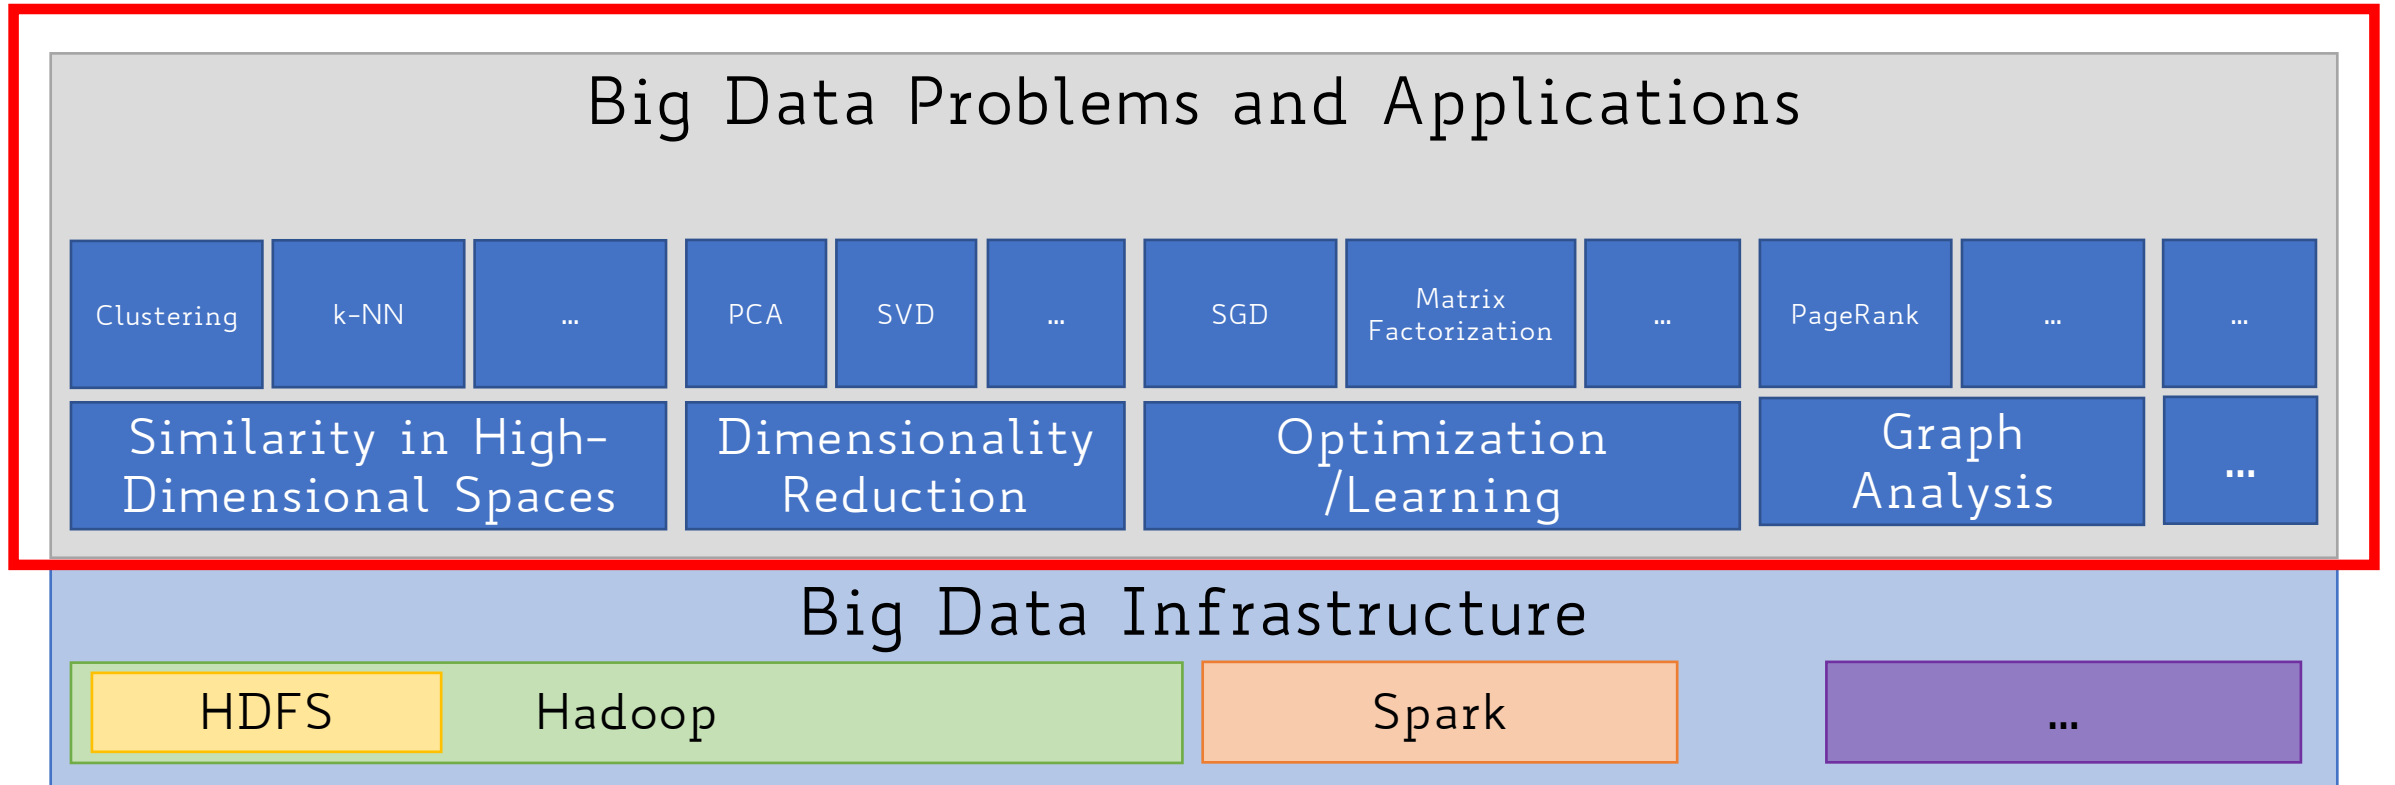 Big Data Problems and Applications
Clustering
k-NN
...
PCA
SVD
...
SGD
Matrix
Factorization
...
PageRank
...
...
Similarity in High-
Dimensional Spaces
Dimensionality
Reduction
Optimization
/Learning
Graph
Analysis
...
Big Data Infrastructure
HDFS
Hadoop
Spark
...